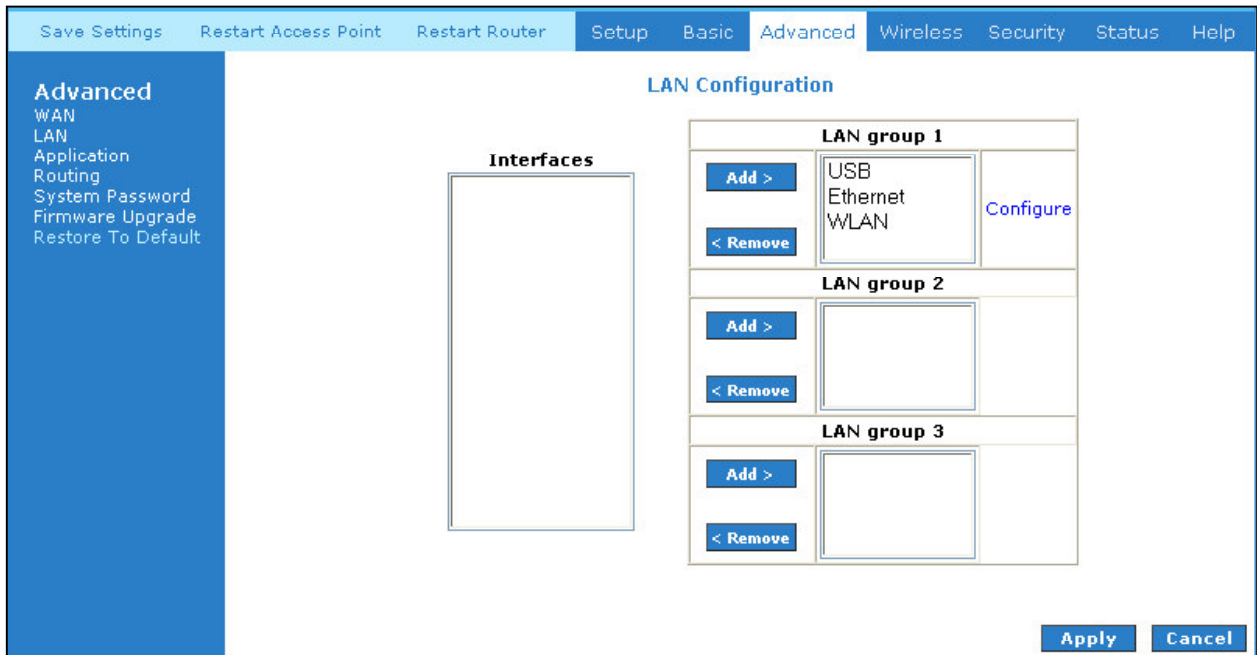 Save Settings Restart Access Point Restart Router Setup Basic Advanced Wireless Security Status Help
Advanced
WAN
LAN
Application
Routing
System Password
Firmware Upgrade
Restore To Default
LAN Configuration
Interfaces
LAN group 1
Add >
< Remove
USB
Ethernet
WLAN
Configure
LAN group 2
Add >
< Remove
LAN group 3
Add >
< Remove
Apply Cancel